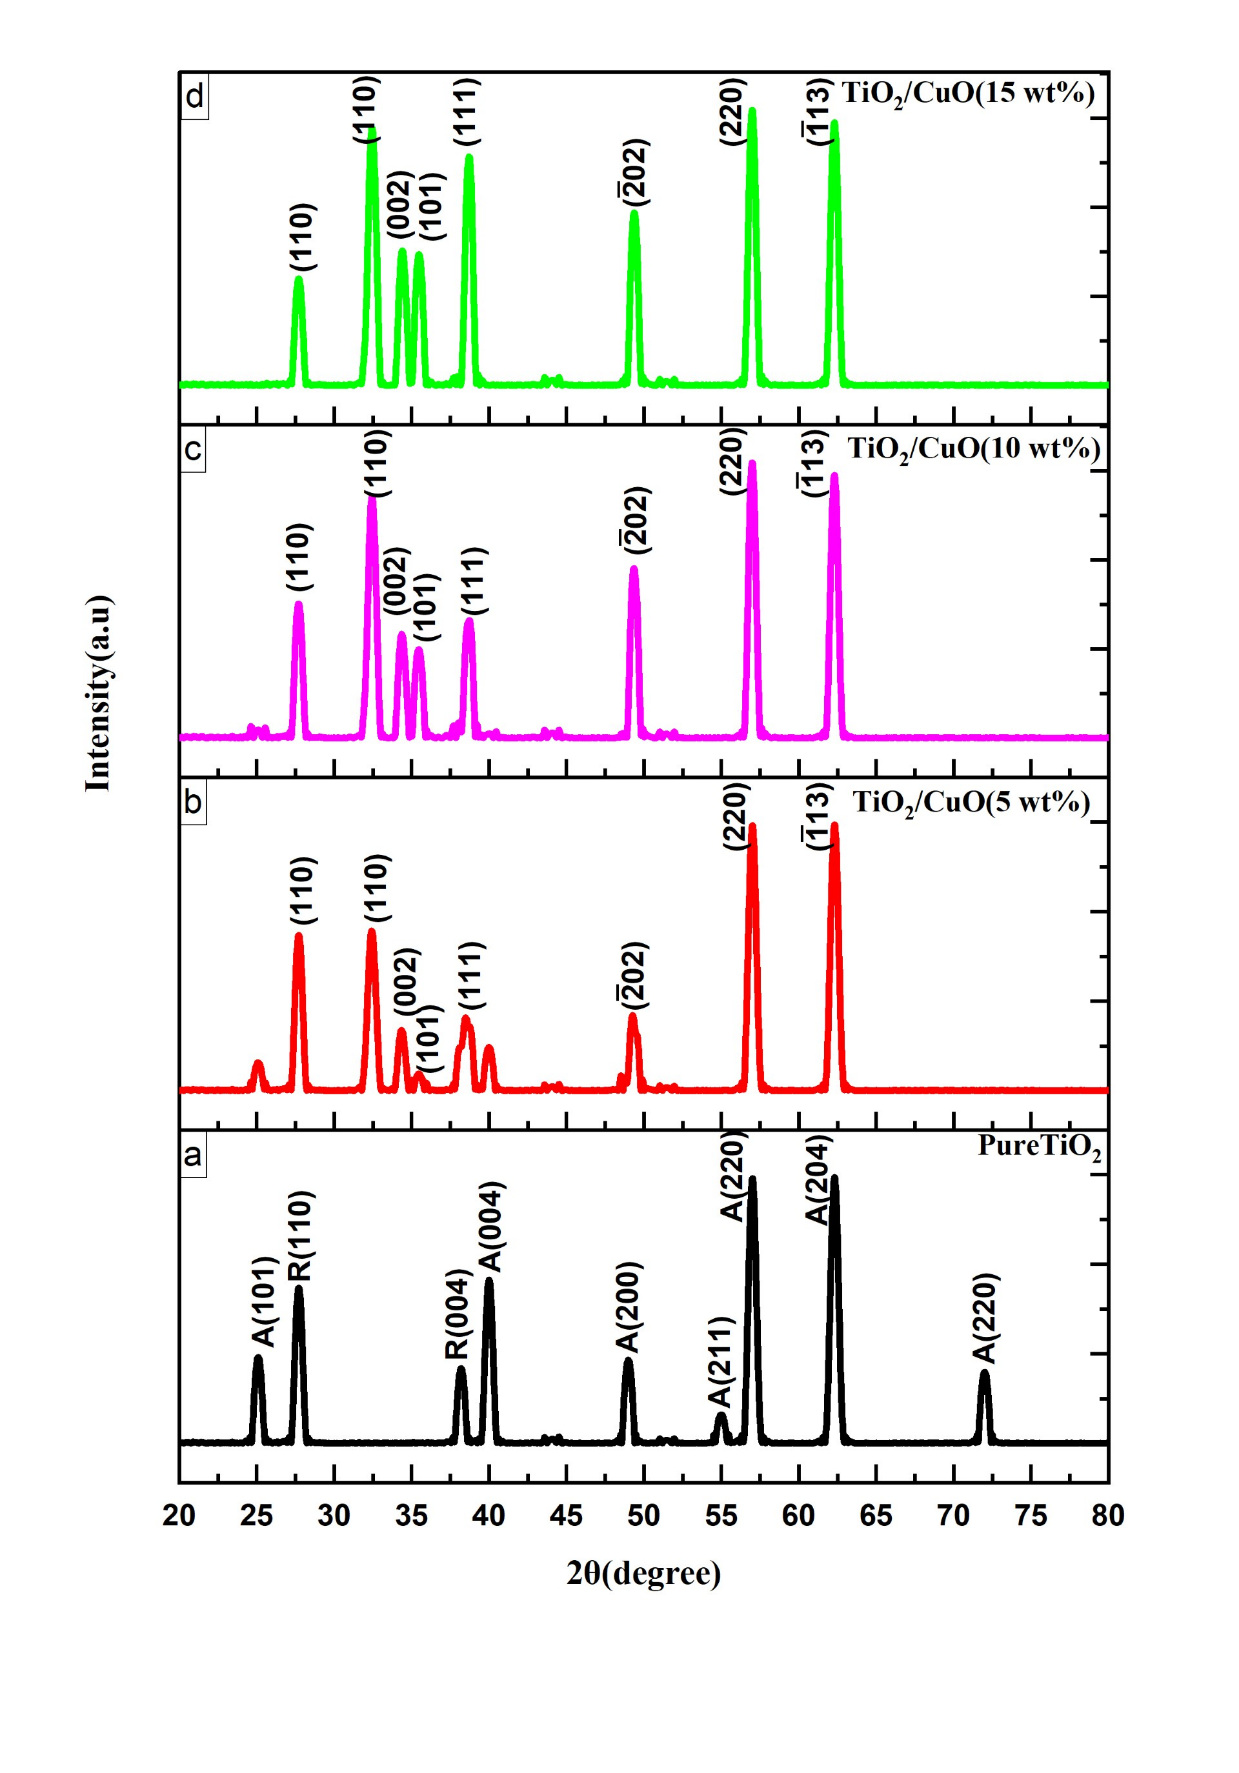 d
TiO₂/CuO(15 wt%)
(110)
(110)
(002)
(101)
(111)
(2̅02)
(220)
(1̅13)
c
TiO₂/CuO(10 wt%)
(110)
(110)
(002)
(101)
(111)
(2̅02)
(220)
(1̅13)
b
TiO₂/CuO(5 wt%)
(110)
(110)
(002)
(101)
(111)
(2̅02)
(220)
(1̅13)
a
PureTiO₂
A(101)
R(110)
R(004)
A(004)
A(200)
A(211)
A(220)
A(204)
A(220)
Intensity(a.u)
20 25 30 35 40 45 50 55 60 65 70 75 80
2θ(degree)